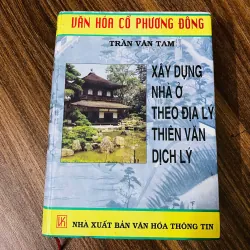 VĂN HÓA CỔ PHƯƠNG ĐÔNG
TRẦN VĂN TAM
XÂY DỰNG
NHÀ Ở
THEO ĐỊA LÝ
THIÊN VĂN
DỊCH LÝ
NHÀ XUẤT BẢN VĂN HÓA THÔNG TIN